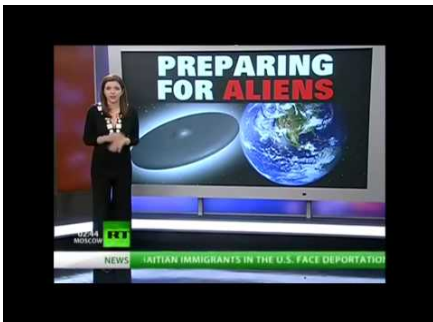 PREPARING
FOR ALIENS
02:44
MOSCOW
RT
NEWS
AITIAN IMMIGRANTS IN THE U.S. FACE DEPORTATION